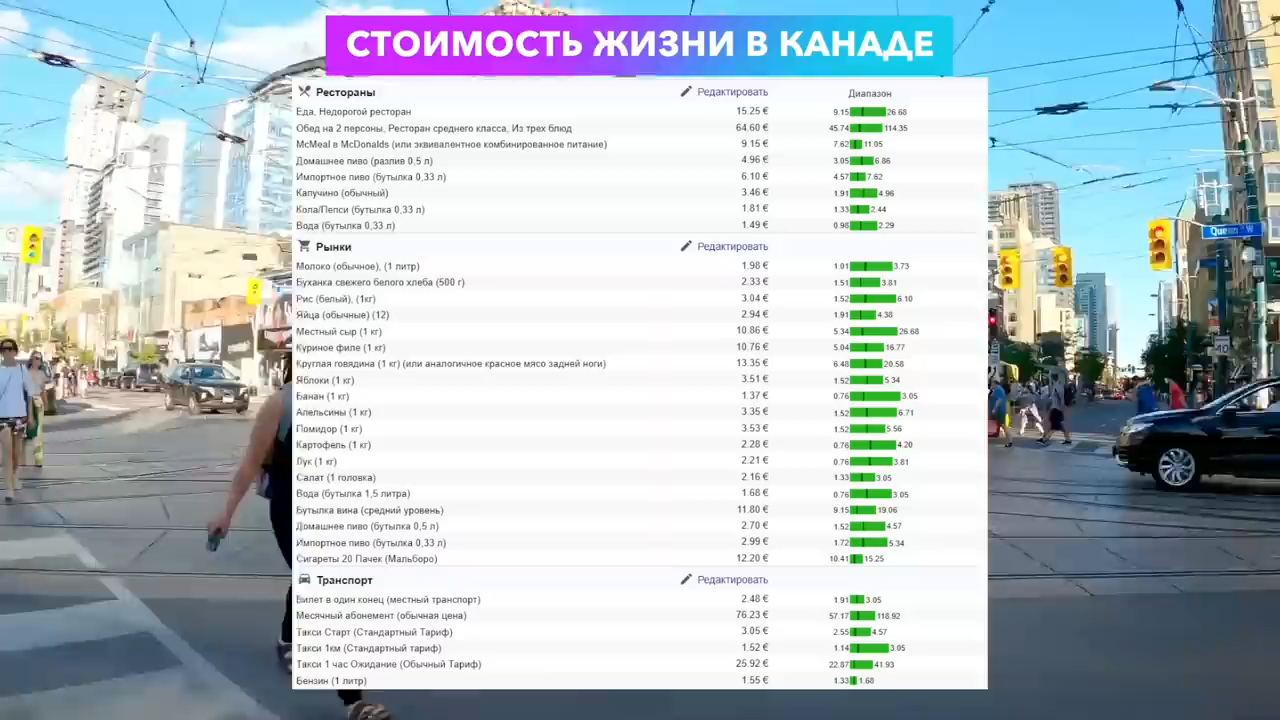 СТОИМОСТЬ ЖИЗНИ В КАНАДЕ
Рестораны Редактировать Диапазон
Еда, Недорогой ресторан 15.25 € 9.15 26.68
Обед на 2 персоны, Ресторан среднего класса, Из трех блюд 64.60 € 45.74 114.35
McMeal в McDonalds (или эквивалентное комбинированное питание) 9.15 € 7.62 11.05
Домашнее пиво (разлив 0,5 л) 4.96 € 3.05 6.86
Импортное пиво (бутылка 0,33 л) 6.10 € 4.57 7.62
Капучино (обычный) 3.46 € 1.91 4.96
Кола/Пепси (бутылка 0,33 л) 1.81 € 1.33 2.44
Вода (бутылка 0,33 л) 1.49 € 0.98 2.29
Рынки Редактировать
Молоко (обычное), (1 литр) 1.98 € 1.01 3.73
Буханка свежего белого хлеба (500 г) 2.33 € 1.51 3.81
Рис (белый), (1кг) 3.04 € 1.52 6.10
Яйца (обычные) (12) 2.94 € 1.91 4.38
Местный сыр (1 кг) 10.86 € 5.34 26.68
Куриное филе (1 кг) 10.76 € 5.04 16.77
Круглая говядина (1 кг) (или аналогичное красное мясо задней ноги) 13.35 € 6.48 20.58
Яблоки (1 кг) 3.51 € 1.52 5.34
Банан (1 кг) 1.37 € 0.76 3.05
Апельсины (1 кг) 3.35 € 1.52 6.71
Помидор (1 кг) 3.53 € 1.52 5.56
Картофель (1 кг) 2.28 € 0.76 4.20
Лук (1 кг) 2.21 € 0.76 3.81
Салат (1 головка) 2.16 € 1.33 3.05
Вода (бутылка 1,5 литра) 1.68 € 0.76 3.05
Бутылка вина (средний уровень) 11.80 € 9.15 19.06
Домашнее пиво (бутылка 0,5 л) 2.70 € 1.52 4.57
Импортное пиво (бутылка 0,33 л) 2.99 € 1.72 5.34
Сигареты 20 Пачек (Мальборо) 12.20 € 10.41 15.25
Транспорт Редактировать
Билет в один конец (местный транспорт) 2.48 € 1.91 3.05
Месячный абонемент (обычная цена) 76.23 € 57.17 118.92
Такси Старт (Стандартный Тариф) 3.05 € 2.55 4.57
Такси 1км (Стандартный тариф) 1.52 € 1.14 3.05
Такси 1 час Ожидание (Обычный Тариф) 25.92 € 22.87 41.93
Бензин (1 литр) 1.55 € 1.33 1.68
Queen St W
40